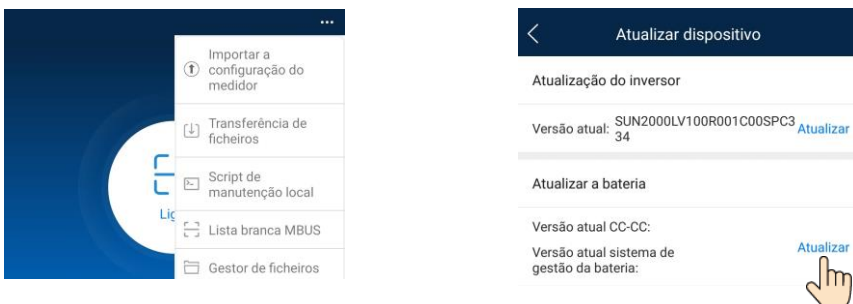 ...
Importar a
configuração do
medidor
Transferência de
ficheiros
Script de
manutenção local
Lista branca MBUS
Gestor de ficheiros
Lig
Atualizar dispositivo
Atualização do inversor
Versão atual: SUN2000LV100R001C00SPC3
34 Atualizar
Atualizar a bateria
Versão atual CC-CC:
Versão atual sistema de
gestão da bateria:
Atualizar